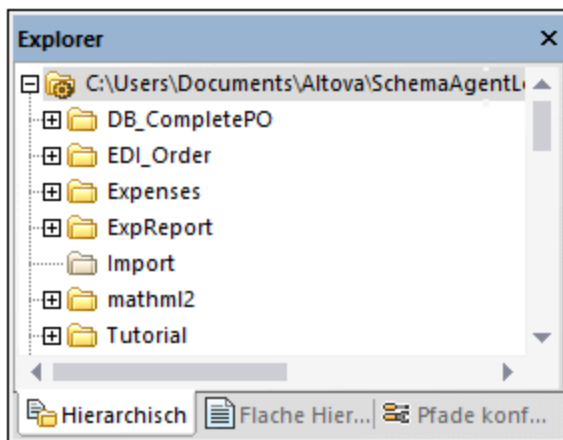 Explorer
C:\Users\Documents\Altova\SchemaAgentL
DB_CompletePO
EDI_Order
Expenses
ExpReport
Import
mathml2
Tutorial
Hierarchisch Flache Hier... Pfade konf...